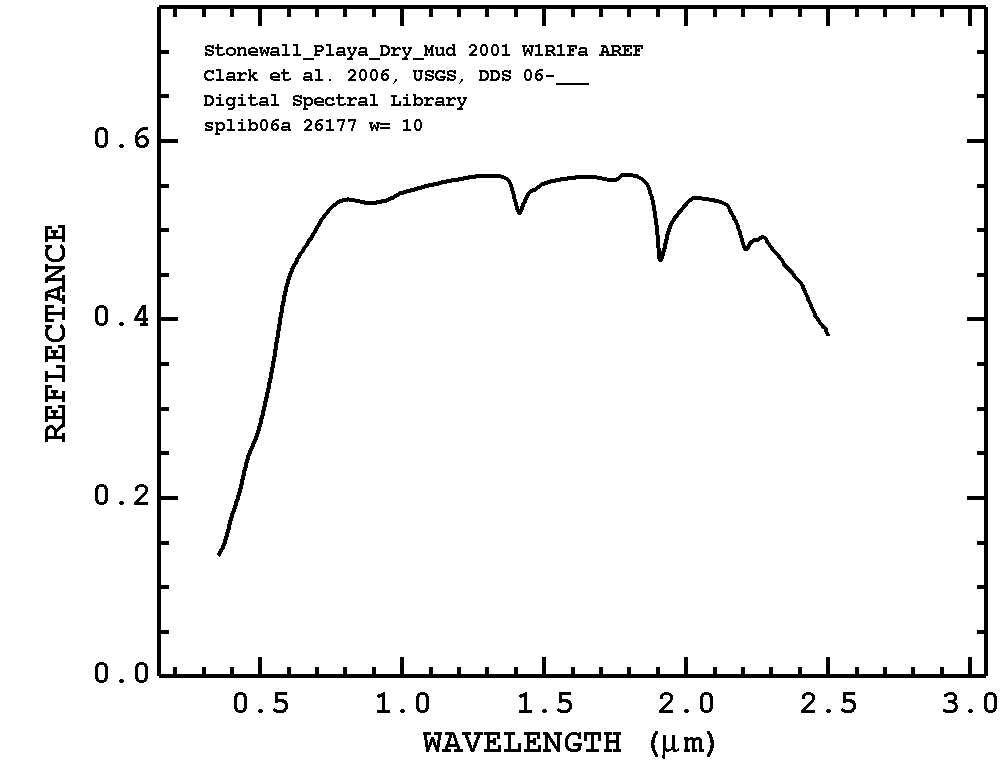 Stonewall_Playa_Dry_Mud 2001 W1R1Fa AREF
Clark et al. 2006, USGS, DDS 06-___
Digital Spectral Library
splib06a 26177 w= 10
0.6
0.4
0.2
0.0
REFLECTANCE
0.5 1.0 1.5 2.0 2.5 3.0
WAVELENGTH (μm)